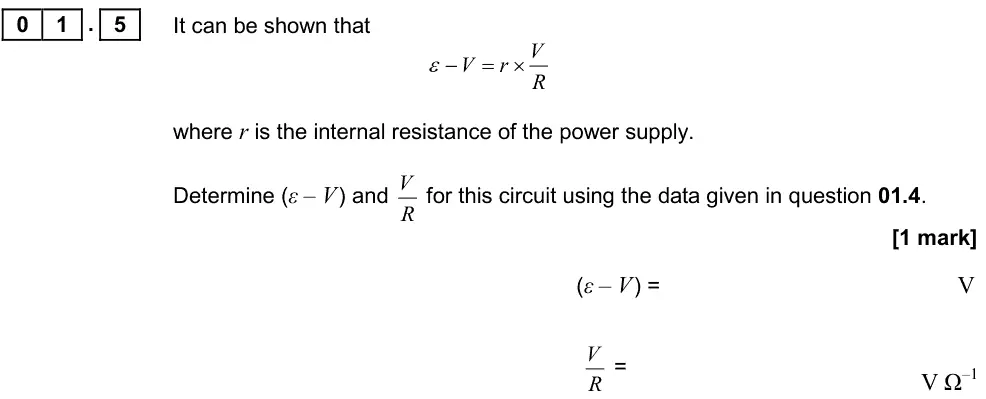 0 1 . 5 It can be shown that
ε – V = r × V/R
where r is the internal resistance of the power supply.
Determine (ε – V) and V/R for this circuit using the data given in question 01.4.
[1 mark]
(ε – V) = V
V/R = V Ω⁻¹